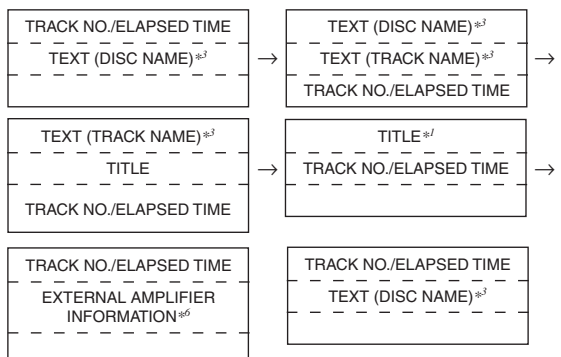 TRACK NO./ELAPSED TIME
TEXT (DISC NAME)*3
→
TEXT (DISC NAME)*3
TEXT (TRACK NAME)*3
TRACK NO./ELAPSED TIME
→
TEXT (TRACK NAME)*3
TITLE
TRACK NO./ELAPSED TIME
→
TITLE*1
TRACK NO./ELAPSED TIME
→
TRACK NO./ELAPSED TIME
EXTERNAL AMPLIFIER
INFORMATION*6
TRACK NO./ELAPSED TIME
TEXT (DISC NAME)*3